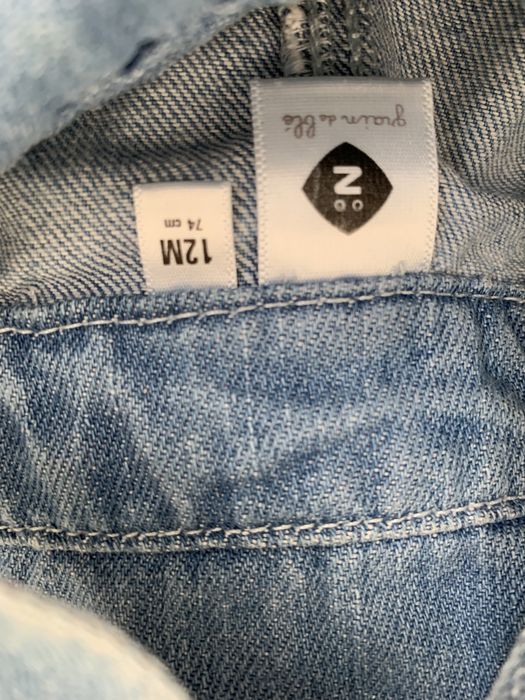 grain de blé
N
12M
74 cm